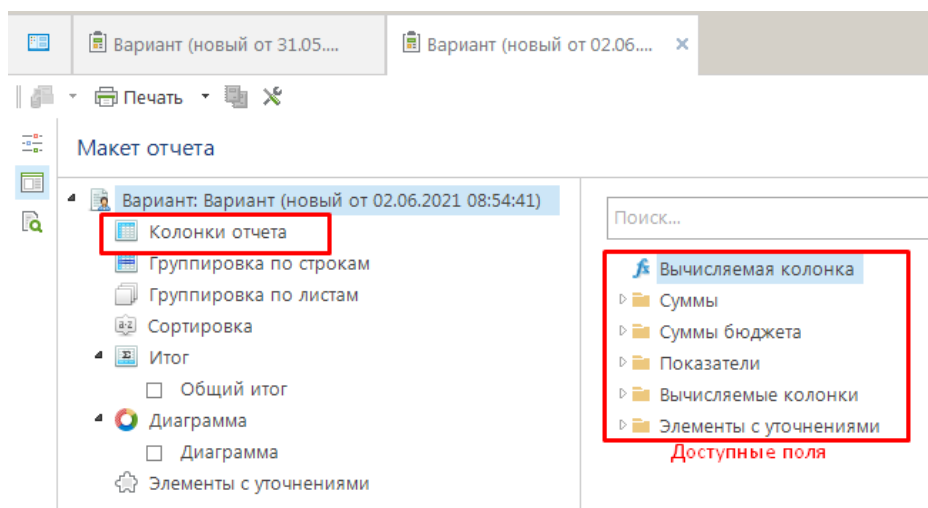 Вариант (новый от 31.05....
Вариант (новый от 02.06....
Печать
Макет отчета
Вариант: Вариант (новый от 02.06.2021 08:54:41)
Колонки отчета
Группировка по строкам
Группировка по листам
Сортировка
Итог
Общий итог
Диаграмма
Диаграмма
Элементы с уточнениями
Поиск...
Вычисляемая колонка
Суммы
Суммы бюджета
Показатели
Вычисляемые колонки
Элементы с уточнениями
Доступные поля